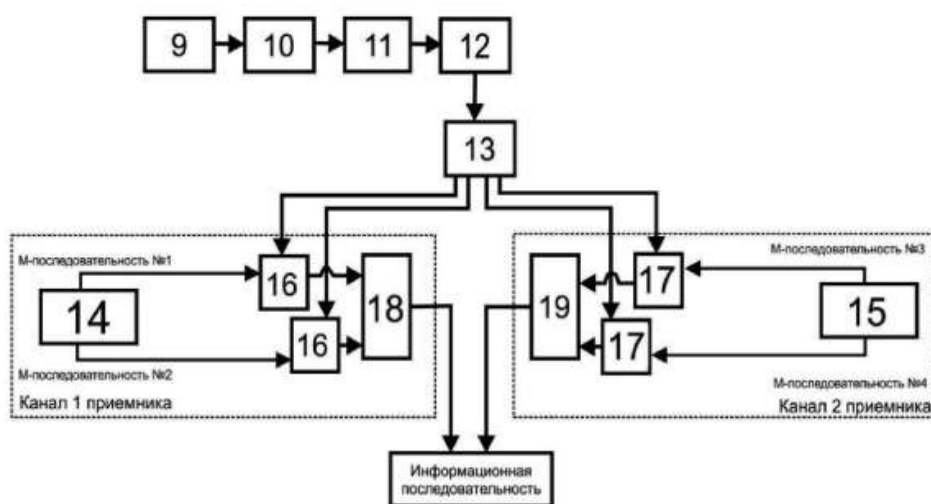 9
10
11
12
13
М-последовательность №1
16
14
16
18
М-последовательность №2
Канал 1 приемника
М-последовательность №3
17
15
19
17
М-последовательность №4
Канал 2 приемника
Информационная
последовательность